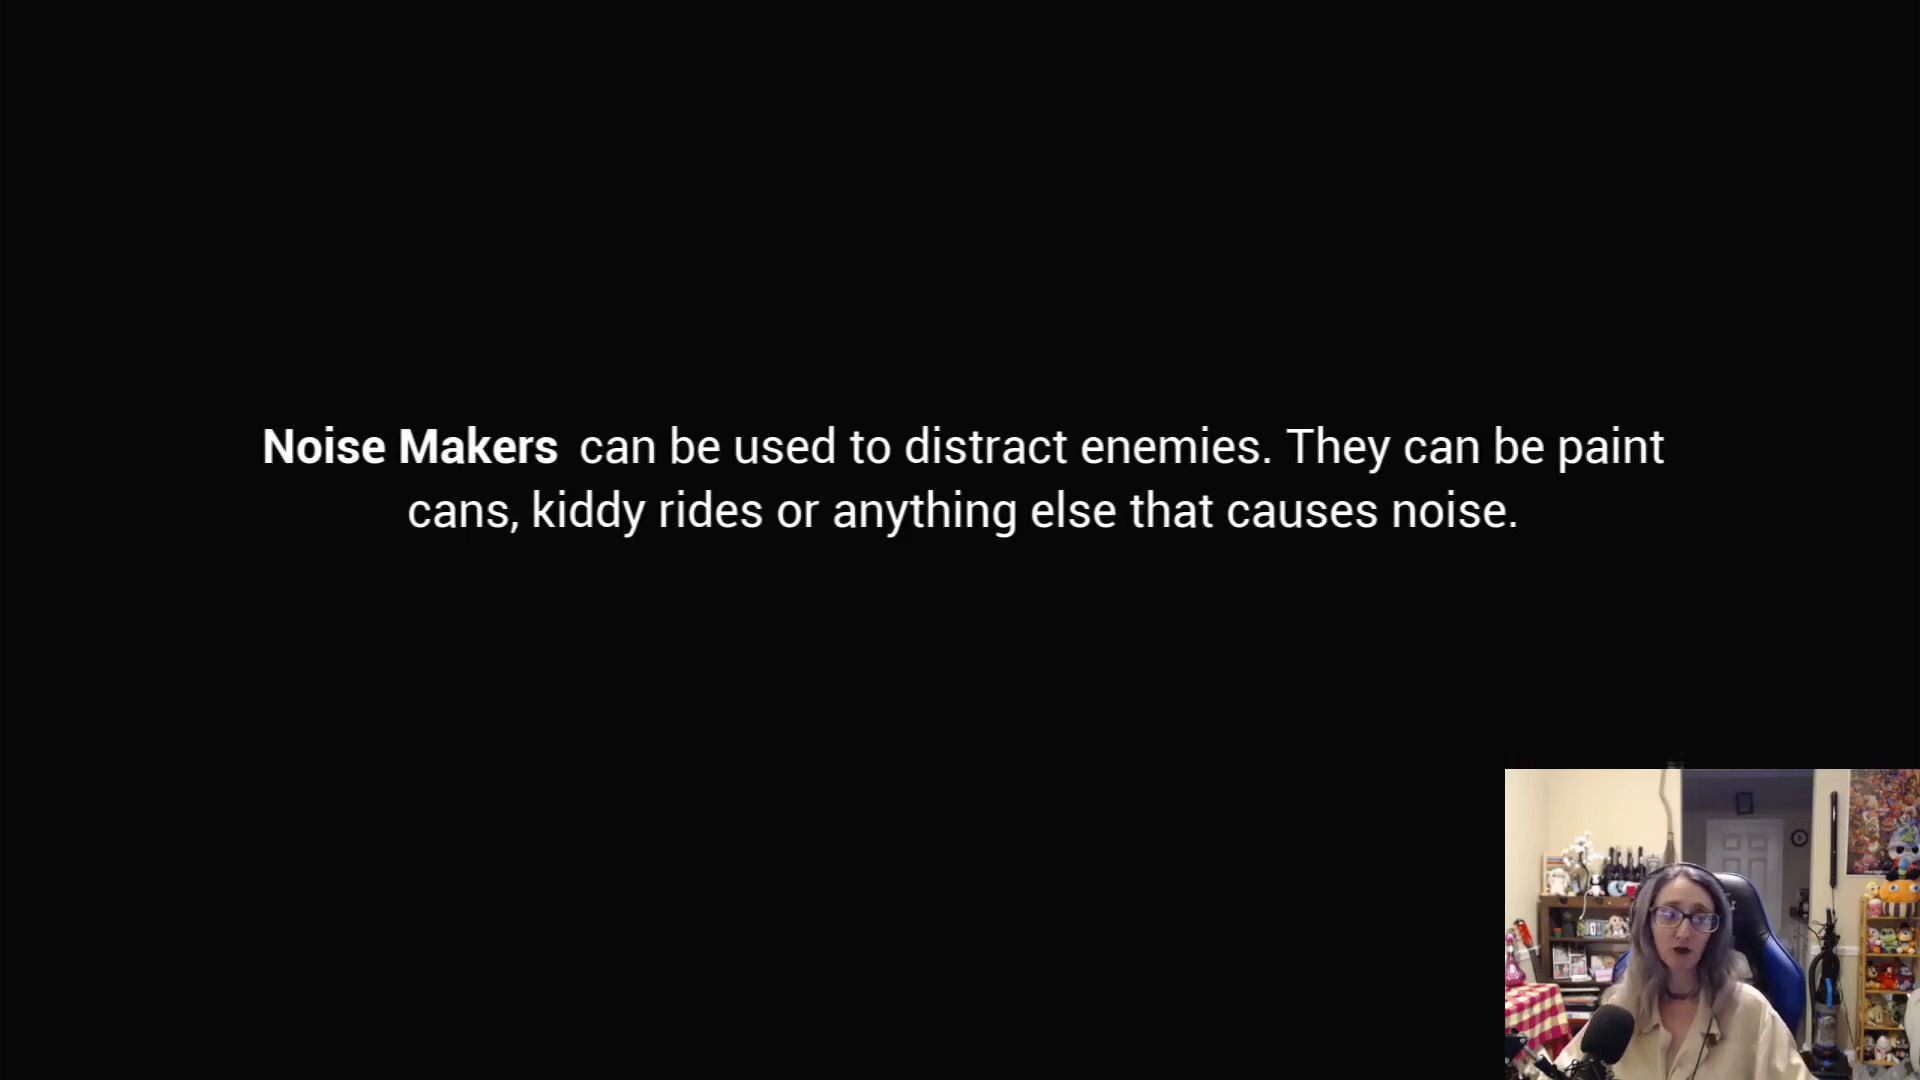 Noise Makers can be used to distract enemies. They can be paint
cans, kiddy rides or anything else that causes noise.